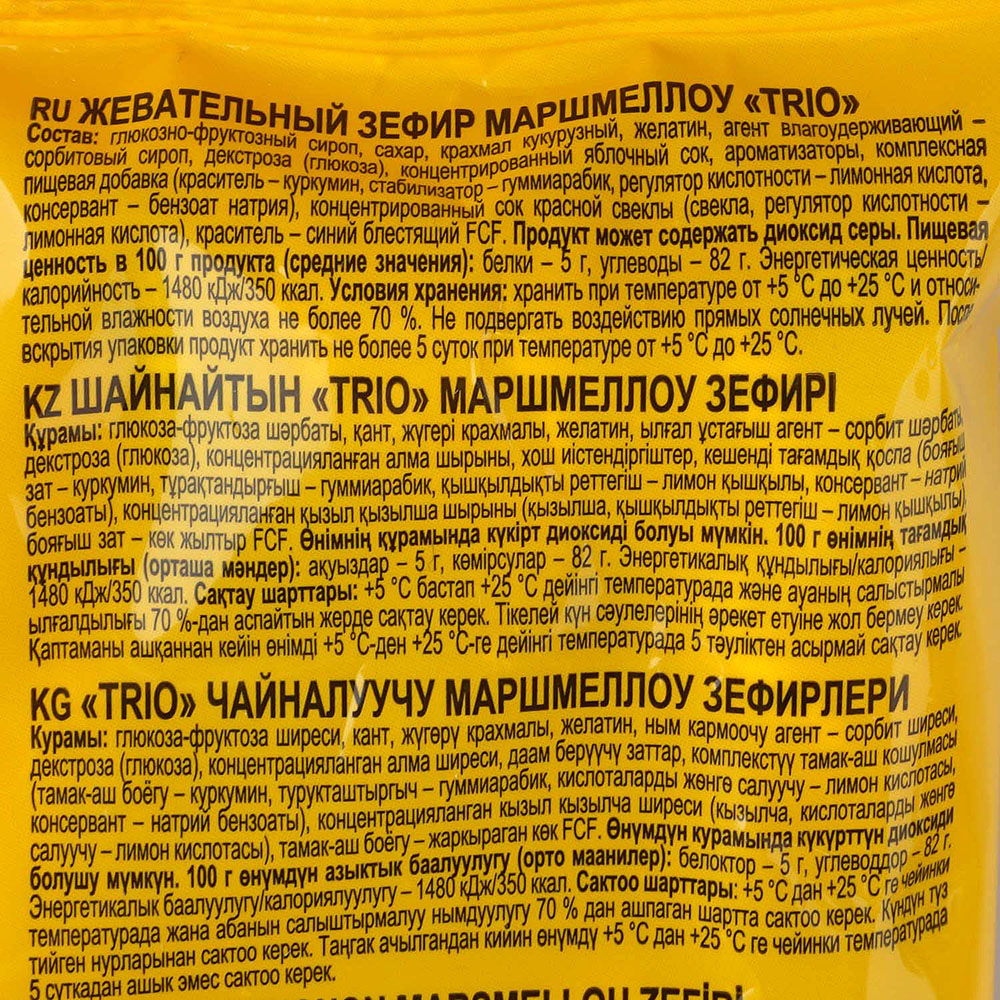 RU ЖЕВАТЕЛЬНЫЙ ЗЕФИР МАРШМЕЛЛОУ «TRIO»
Состав: глюкозно-фруктозный сироп, сахар, крахмал кукурузный, желатин, агент влагоудерживающий –
сорбитовый сироп, декстроза (глюкоза), концентрированный яблочный сок, ароматизаторы, комплексная
пищевая добавка (краситель – куркумин, стабилизатор – гуммиарабик, регулятор кислотности – лимонная кислота,
консервант – бензоат натрия), концентрированный сок красной свеклы (свекла, регулятор кислотности –
лимонная кислота), краситель – синий блестящий FCF. Продукт может содержать диоксид серы. Пищевая
ценность в 100 г продукта (средние значения): белки – 5 г, углеводы – 82 г. Энергетическая ценность/
калорийность – 1480 кДж/350 ккал. Условия хранения: хранить при температуре от +5 °C до +25 °C и относи-
тельной влажности воздуха не более 70 %. Не подвергать воздействию прямых солнечных лучей. После
вскрытия упаковки продукт хранить не более 5 суток при температуре от +5 °C до +25 °C.
KZ ШАЙНАЙТЫН «TRIO» МАРШМЕЛЛОУ ЗЕФИРІ
Құрамы: глюкоза-фруктоза шәрбаты, қант, жүгері крахмалы, желатин, ылғал ұстағыш агент – сорбит шәрбаты,
декстроза (глюкоза), концентрацияланған алма шырыны, хош иістендіргіштер, кешенді тағамдық қоспа (бояғыш
зат – куркумин, тұрақтандырғыш – гуммиарабик, қышқылдықты реттегіш – лимон қышқылы, консервант – натрий
бензоаты), концентрацияланған қызыл қызылша шырыны (қызылша, қышқылдықты реттегіш – лимон қышқылы),
бояғыш зат – көк жылтыр FCF. Өнімнің құрамында күкірт диоксиді болуы мүмкін. 100 г өнімнің тағамдық
құндылығы (орташа мәндер): ақуыздар – 5 г, көмірсулар – 82 г. Энергетикалық құндылығы/калориялығы –
1480 кДж/350 ккал. Сақтау шарттары: +5 °C бастап +25 °C дейінгі температурада және ауаның салыстырмалы
ылғалдылығы 70 %-дан аспайтын жерде сақтау керек. Тікелей күн сәулелерінің әрекет етуіне жол бермеу керек.
Қаптаманы ашқаннан кейін өнімді +5 °C-ден +25 °C-ге дейінгі температурада 5 тәуліктен асырмай сақтау керек.
KG «TRIO» ЧАЙНАЛУУЧУ МАРШМЕЛЛОУ ЗЕФИРЛЕРИ
Курамы: глюкоза-фруктоза ширеси, кант, жүгөрү крахмалы, желатин, ным кармоочу агент – сорбит ширеси,
декстроза (глюкоза), концентрацияланган алма ширеси, даам берүүчү заттар, комплекстүү тамак-аш кошулмасы
(тамак-аш боёгу – куркумин, турукташтыргыч – гуммиарабик, кислоталарды жөнгө салуучу – лимон кислотасы,
консервант – натрий бензоаты), концентрацияланган кызыл кызылча ширеси (кызылча, кислоталарды жөнгө
салуучу – лимон кислотасы), тамак-аш боёгу – жаркыраган көк FCF. Өнүмдүн курамында күкүрттүн диоксиди
болушу мүмкүн. 100 г өнүмдүн азыктык баалуулугу (орто маанилер): белоктор – 5 г, углеводдор – 82 г.
Энергетикалык баалуулугу/калориялуулугу – 1480 кДж/350 ккал. Сактоо шарттары: +5 °C дан +25 °C ге чейинки
температурада жана абанын салыштырмалуу нымдуулугу 70 % дан ашпаган шартта сактоо керек. Күндүн түз
тийген нурларынан сактоо керек. Таңгак ачылгандан кийин өнүмдү +5 °C дан +25 °C ге чейинки температурада
5 суткадан ашык эмес сактоо керек.
MARSMELLOU ZEFİRİ